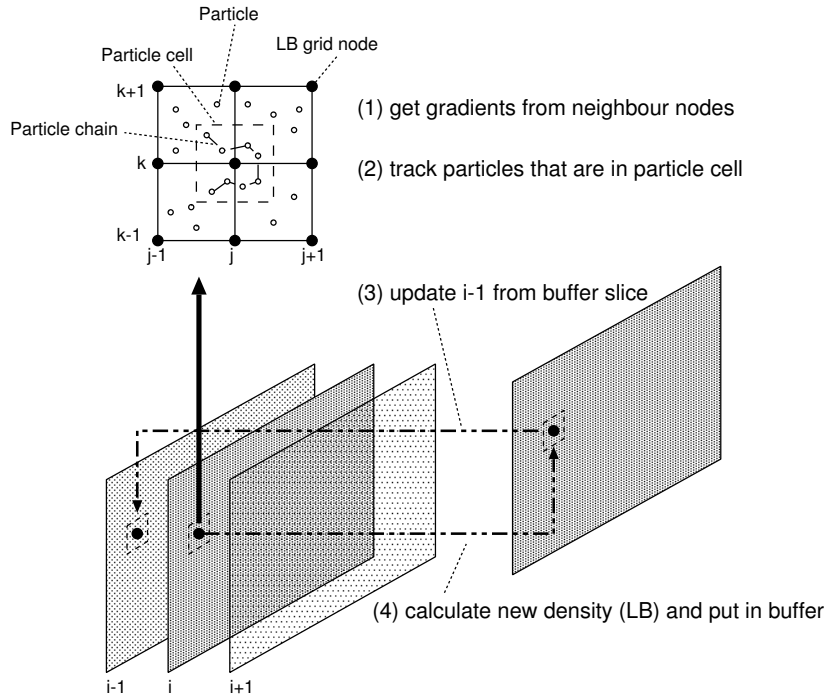 Particle
Particle cell
LB grid node
k+1
(1) get gradients from neighbour nodes
Particle chain
k
(2) track particles that are in particle cell
k-1
j-1
j
j+1
(3) update i-1 from buffer slice
(4) calculate new density (LB) and put in buffer
i-1
i
i+1